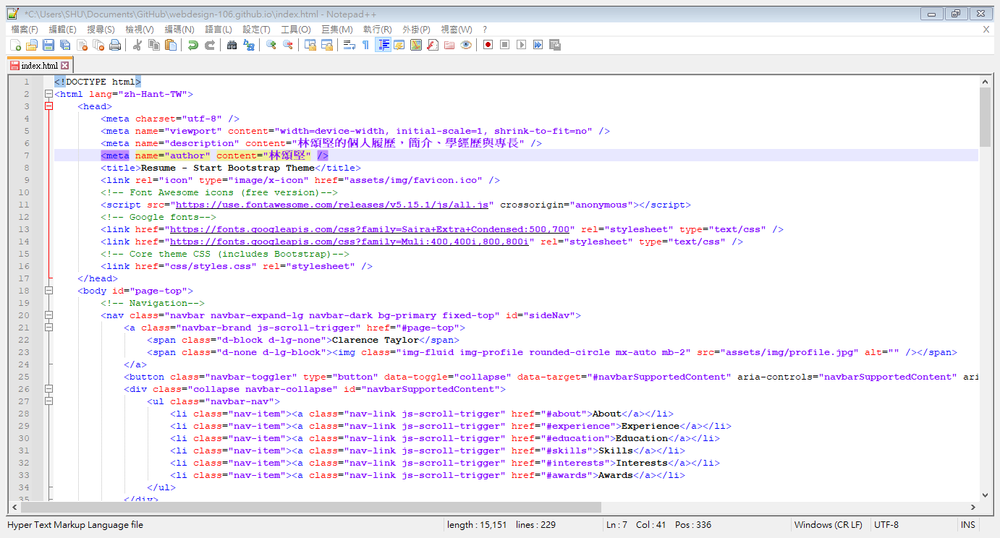 *C:\Users\SHU\Documents\GitHub\webdesign-106.github.io\index.html - Notepad++
檔案(F) 編輯(E) 搜尋(S) 檢視(V) 編碼(N) 語言(L) 設定(T) 工具(O) 巨集(M) 執行(R) 外掛(P) 視窗(W) ? X
index.html
1 <!DOCTYPE html>
2 <html lang="zh-Hant-TW">
3 <head>
4 <meta charset="utf-8" />
5 <meta name="viewport" content="width=device-width, initial-scale=1, shrink-to-fit=no" />
6 <meta name="description" content="林頌堅的個人履歷，簡介、學經歷與專長" />
7 <meta name="author" content="林頌堅" />
8 <title>Resume - Start Bootstrap Theme</title>
9 <link rel="icon" type="image/x-icon" href="assets/img/favicon.ico" />
10 <!-- Font Awesome icons (free version)-->
11 <script src="https://use.fontawesome.com/releases/v5.15.1/js/all.js" crossorigin="anonymous"></script>
12 <!-- Google fonts-->
13 <link href="https://fonts.googleapis.com/css?family=Saira+Extra+Condensed:500,700" rel="stylesheet" type="text/css" />
14 <link href="https://fonts.googleapis.com/css?family=Muli:400,400i,800,800i" rel="stylesheet" type="text/css" />
15 <!-- Core theme CSS (includes Bootstrap)-->
16 <link href="css/styles.css" rel="stylesheet" />
17 </head>
18 <body id="page-top">
19 <!-- Navigation-->
20 <nav class="navbar navbar-expand-lg navbar-dark bg-primary fixed-top" id="sideNav">
21 <a class="navbar-brand js-scroll-trigger" href="#page-top">
22 <span class="d-block d-lg-none">Clarence Taylor</span>
23 <span class="d-none d-lg-block"><img class="img-fluid img-profile rounded-circle mx-auto mb-2" src="assets/img/profile.jpg" alt="" /></span>
24 </a>
25 <button class="navbar-toggler" type="button" data-toggle="collapse" data-target="#navbarSupportedContent" aria-controls="navbarSupportedContent" ari
26 <div class="collapse navbar-collapse" id="navbarSupportedContent">
27 <ul class="navbar-nav">
28 <li class="nav-item"><a class="nav-link js-scroll-trigger" href="#about">About</a></li>
29 <li class="nav-item"><a class="nav-link js-scroll-trigger" href="#experience">Experience</a></li>
30 <li class="nav-item"><a class="nav-link js-scroll-trigger" href="#education">Education</a></li>
31 <li class="nav-item"><a class="nav-link js-scroll-trigger" href="#skills">Skills</a></li>
32 <li class="nav-item"><a class="nav-link js-scroll-trigger" href="#interests">Interests</a></li>
33 <li class="nav-item"><a class="nav-link js-scroll-trigger" href="#awards">Awards</a></li>
34 </ul>
35 </div>
Hyper Text Markup Language file length : 15,151 lines : 229 Ln : 7 Col : 41 Pos : 336 Windows (CR LF) UTF-8 INS